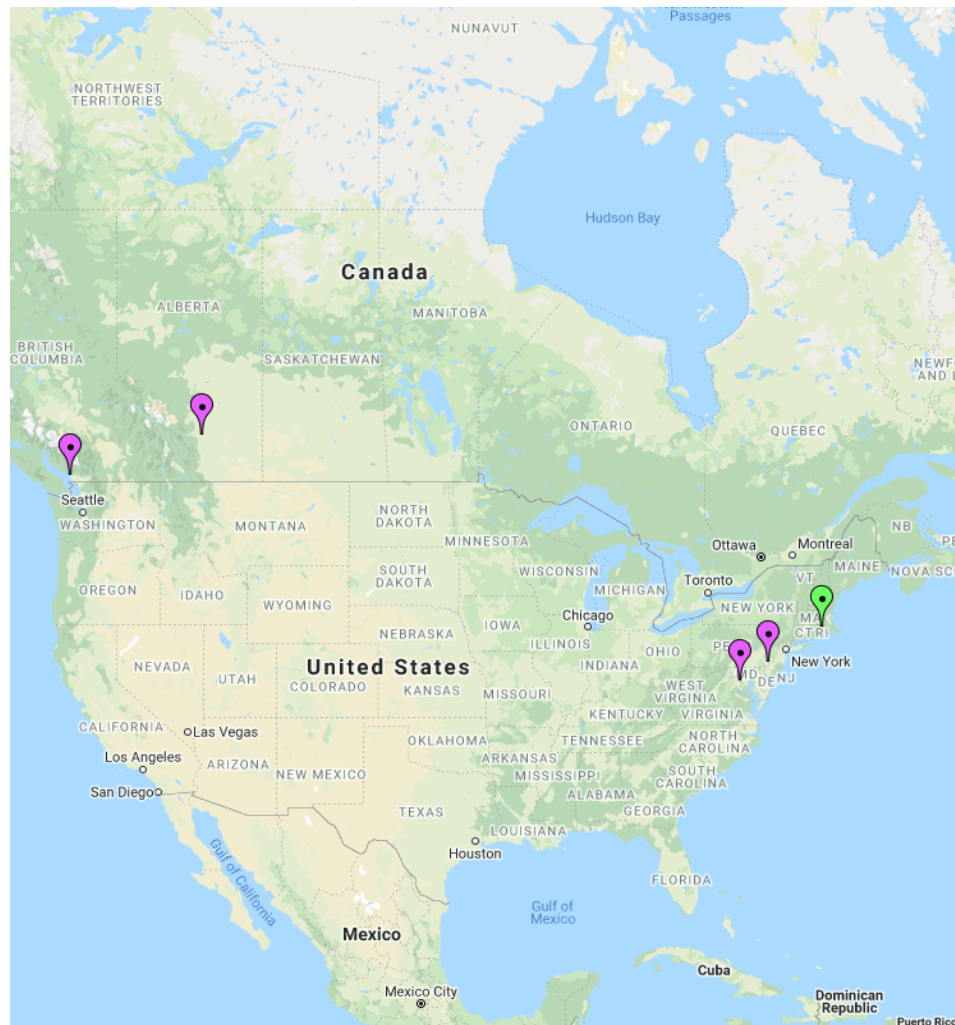 Northwestern
Passages
NUNAVUT
NORTHWEST
TERRITORIES
Hudson Bay
Canada
ALBERTA
MANITOBA
BRITISH
COLUMBIA
SASKATCHEWAN
NEWF
AND L
ONTARIO
QUEBEC
Seattle
WASHINGTON
MONTANA
NORTH
DAKOTA
NB
MINNESOTA
Ottawa
Montreal
PE
MAINE
NOVA SC
VT
WISCONSIN
SOUTH
DAKOTA
OREGON
IDAHO
MICHIGAN
Toronto
WYOMING
NEW YORK
MA
Chicago
IOWA
CT RI
NEBRASKA
ILLINOIS
INDIANA
OHIO
PE
New York
United States
NEVADA
UTAH
COLORADO
KANSAS
MISSOURI
WEST
VIRGINIA
MD
DE
NJ
KENTUCKY
VIRGINIA
CALIFORNIA
Las Vegas
OKLAHOMA
TENNESSEE
NORTH
CAROLINA
Los Angeles
ARIZONA
NEW MEXICO
ARKANSAS
MISSISSIPPI
SOUTH
CAROLINA
San Diego
ALABAMA
TEXAS
GEORGIA
LOUISIANA
Houston
Gulf of California
FLORIDA
Gulf of
Mexico
Mexico
Cuba
Mexico City
Dominican
Republic
Puerto Rico